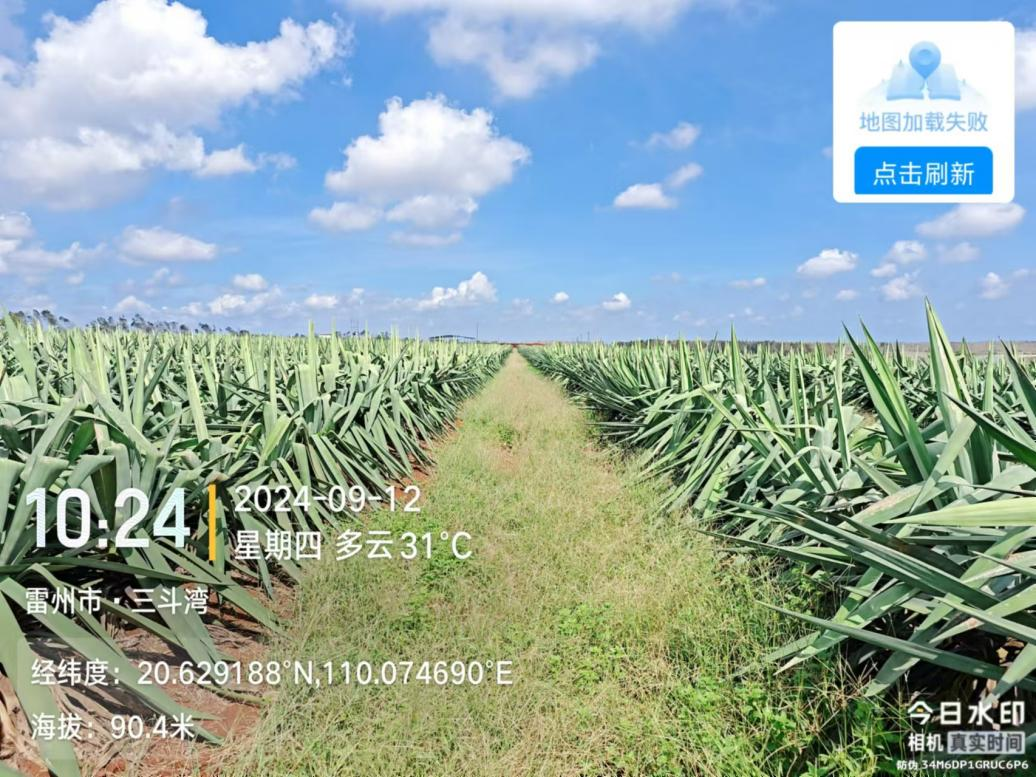 地图加载失败
点击刷新
10:24
2024-09-12
星期四 多云 31°C
雷州市·三斗湾
经纬度：20.629188°N,110.074690°E
海拔：90.4米
今日水印
相机 真实时间
防伪 34M6DP1GRUC6P6